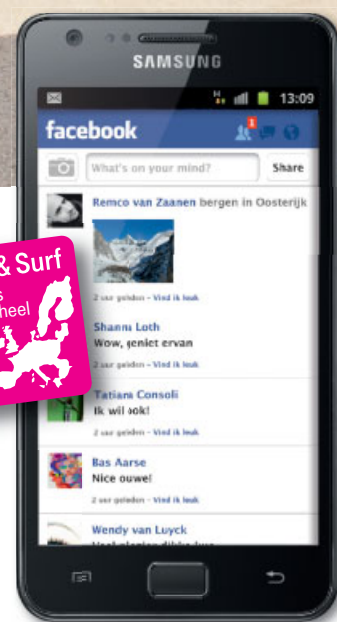 SAMSUNG
H
13:09
facebook
1
What's on your mind?
Share
Remco van Zaanen bergen in Oosterijk
2 uur geleden - Vind ik leuk
& Surf
heel
Shanna Loth
Wow, geniet ervan
2 uur geleden - Vind ik leuk
Tatiana Consoli
Ik wil ook!
2 uur geleden - Vind ik leuk
Bas Aarse
Nice ouwe!
2 uur geleden - Vind ik leuk
Wendy van Luyck